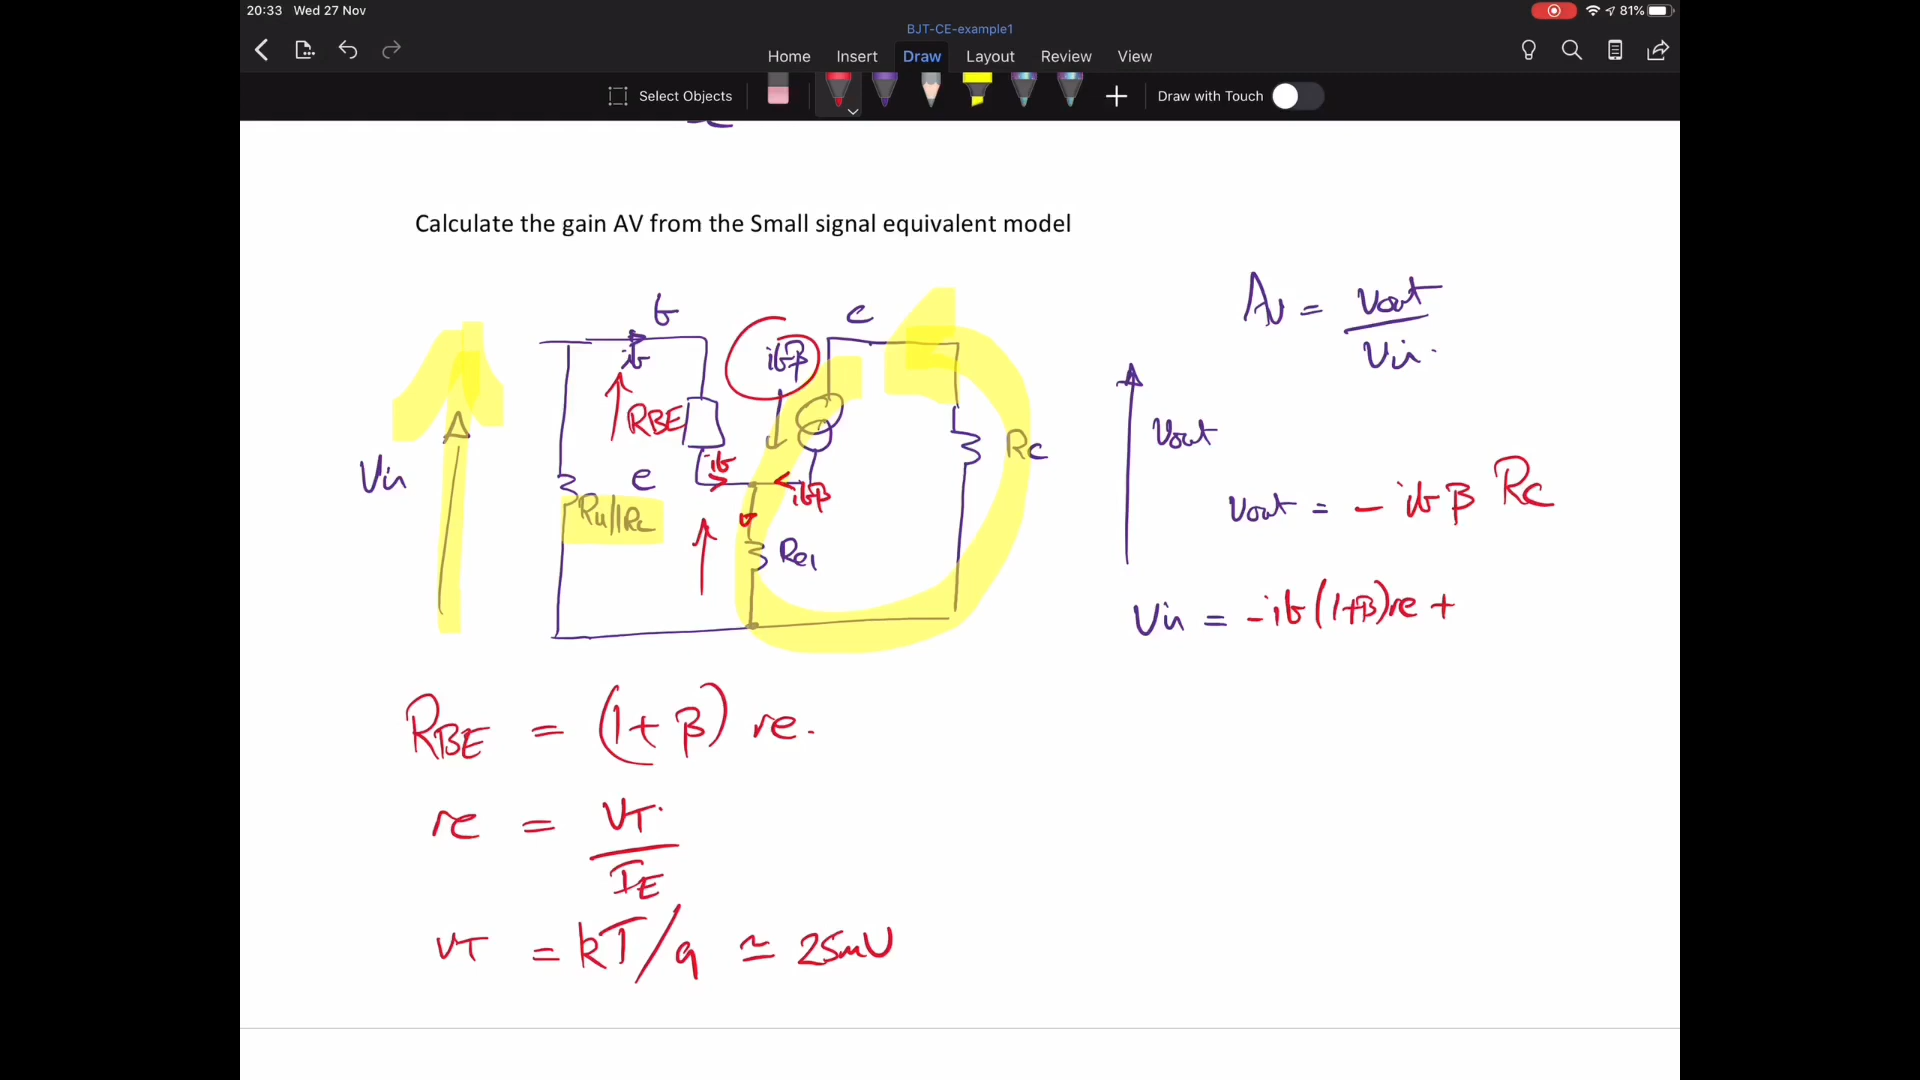 20:33 Wed 27 Nov
81%
BJT-CE-example1
Home Insert Draw Layout Review View
Select Objects
Draw with Touch
Calculate the gain AV from the Small signal equivalent model
b
c
ib
ibβ
RBE
Rc
Vin
e
ib
ibβ
Ru||RL
Re1
Av = Vout / Vin.
Vout
Vout = - ib β Rc
Vin = -ib(1+β)re +
RBE = (1+ β) re.
re = VT / IE
VT = kT/q ≃ 25mV